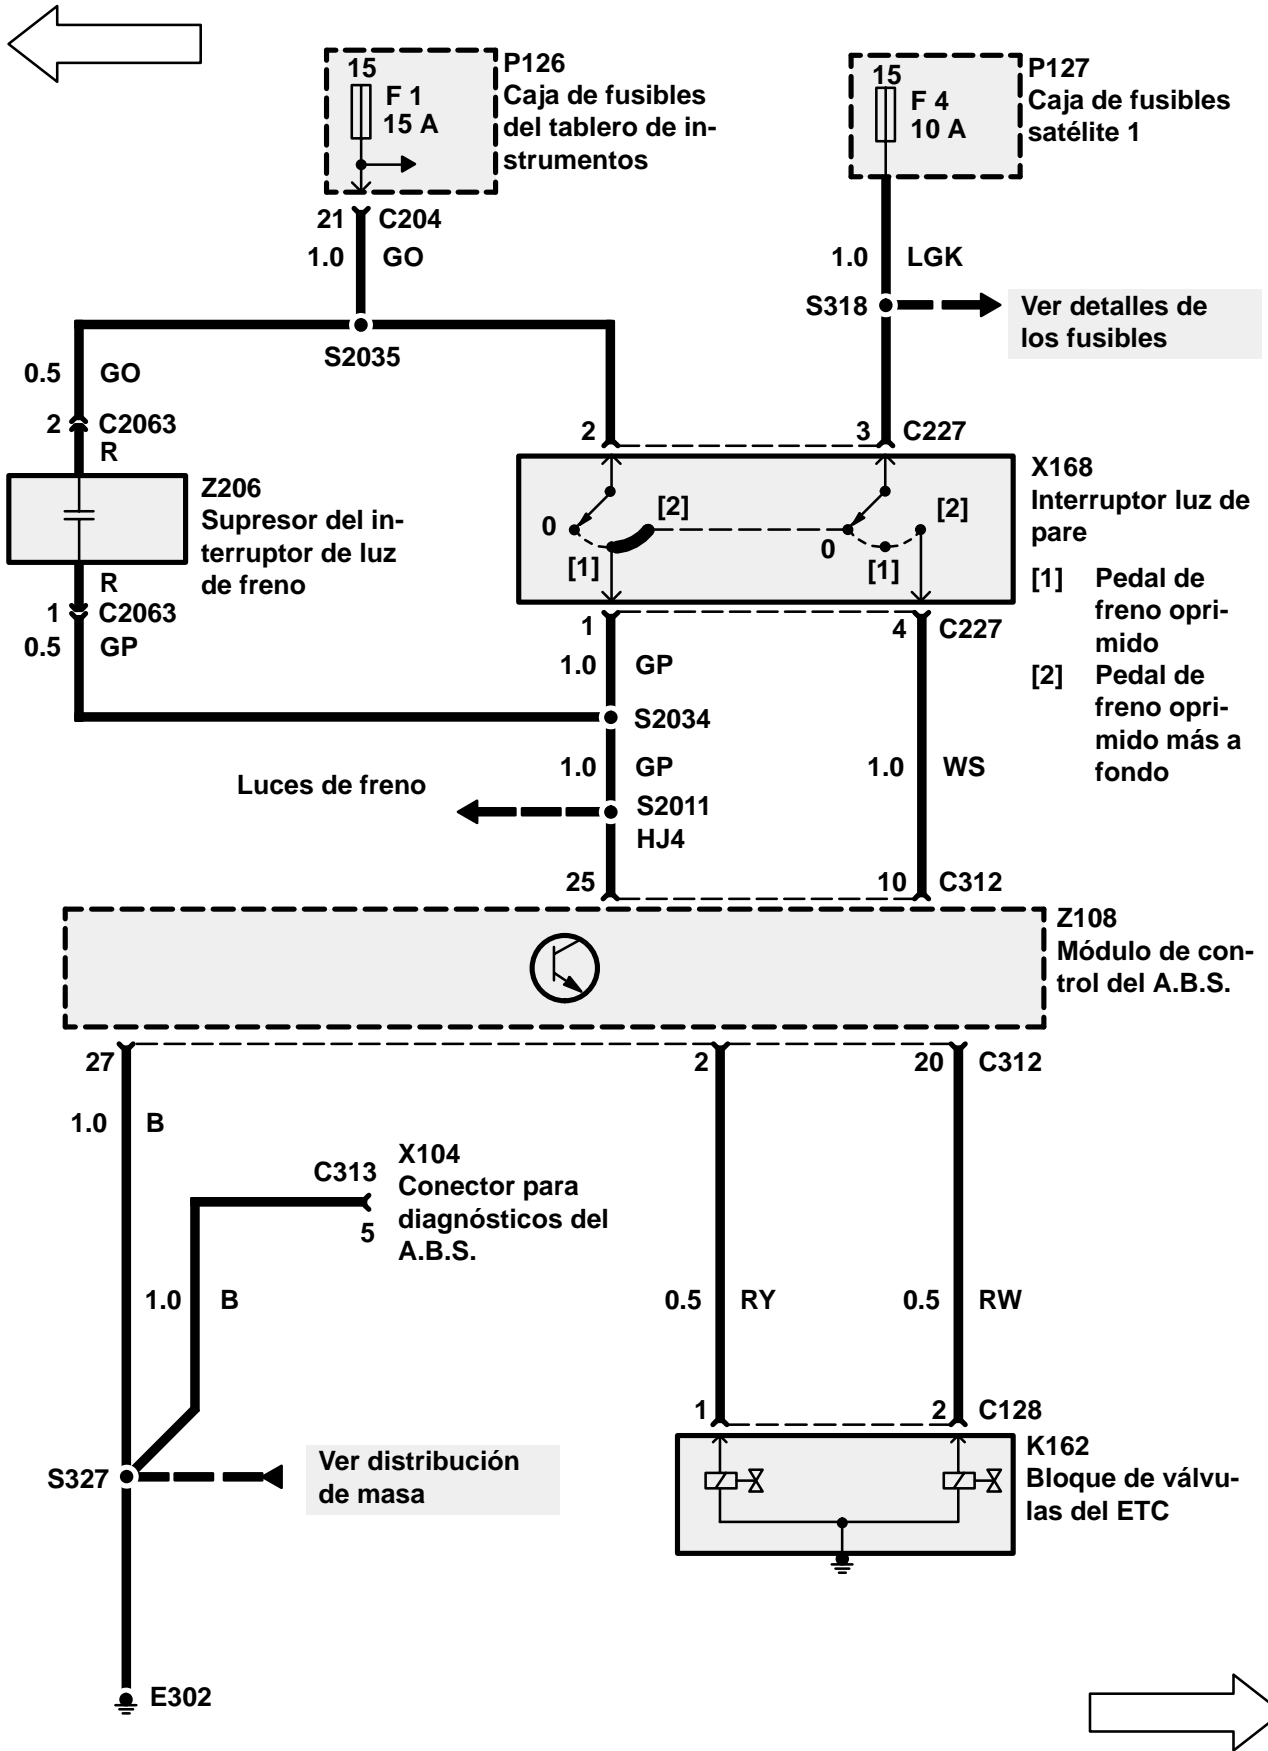 15
F 1
15 A
P126
Caja de fusibles
del tablero de in-
strumentos
15
F 4
10 A
P127
Caja de fusibles
satélite 1
21
C204
1.0
GO
1.0
LGK
S318
Ver detalles de
los fusibles
S2035
0.5
GO
2
C2063
R
2
3
C227
Z206
Supresor del in-
terruptor de luz
de freno
0
[2]
[1]
0
[2]
[1]
X168
Interruptor luz de
pare
[1]
Pedal de
freno opri-
mido
[2]
Pedal de
freno opri-
mido más a
fondo
R
1
C2063
0.5
GP
1
4
C227
1.0
GP
S2034
1.0
GP
1.0
WS
Luces de freno
S2011
HJ4
25
10
C312
Z108
Módulo de con-
trol del A.B.S.
27
2
20
C312
1.0
B
C313
5
X104
Conector para
diagnósticos del
A.B.S.
1.0
B
0.5
RY
0.5
RW
1
2
C128
K162
Bloque de válvu-
las del ETC
S327
Ver distribución
de masa
E302